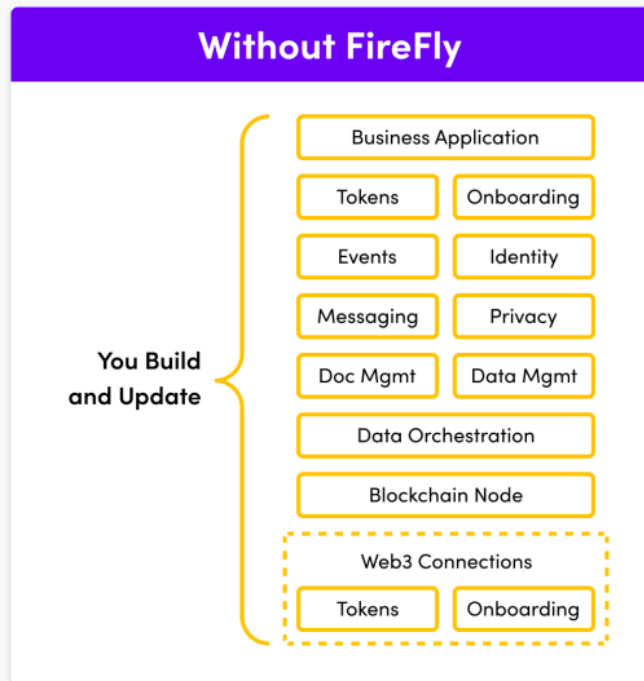 Without FireFly
Business Application
Tokens
Onboarding
Events
Identity
Messaging
Privacy
You Build
and Update
Doc Mgmt
Data Mgmt
Data Orchestration
Blockchain Node
Web3 Connections
Tokens
Onboarding